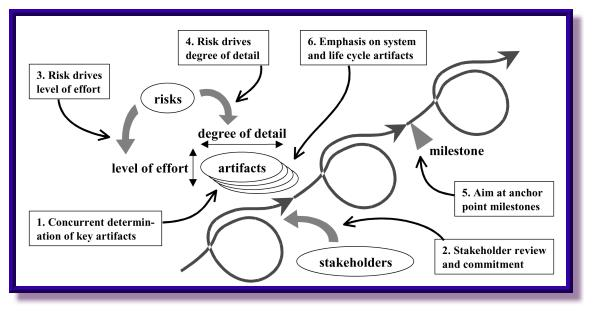 4. Risk drives
degree of detail
6. Emphasis on system
and life cycle artifacts
3. Risk drives
level of effort
risks
degree of detail
level of effort
artifacts
milestone
5. Aim at anchor
point milestones
1. Concurrent determin-
ation of key artifacts
stakeholders
2. Stakeholder review
and commitment